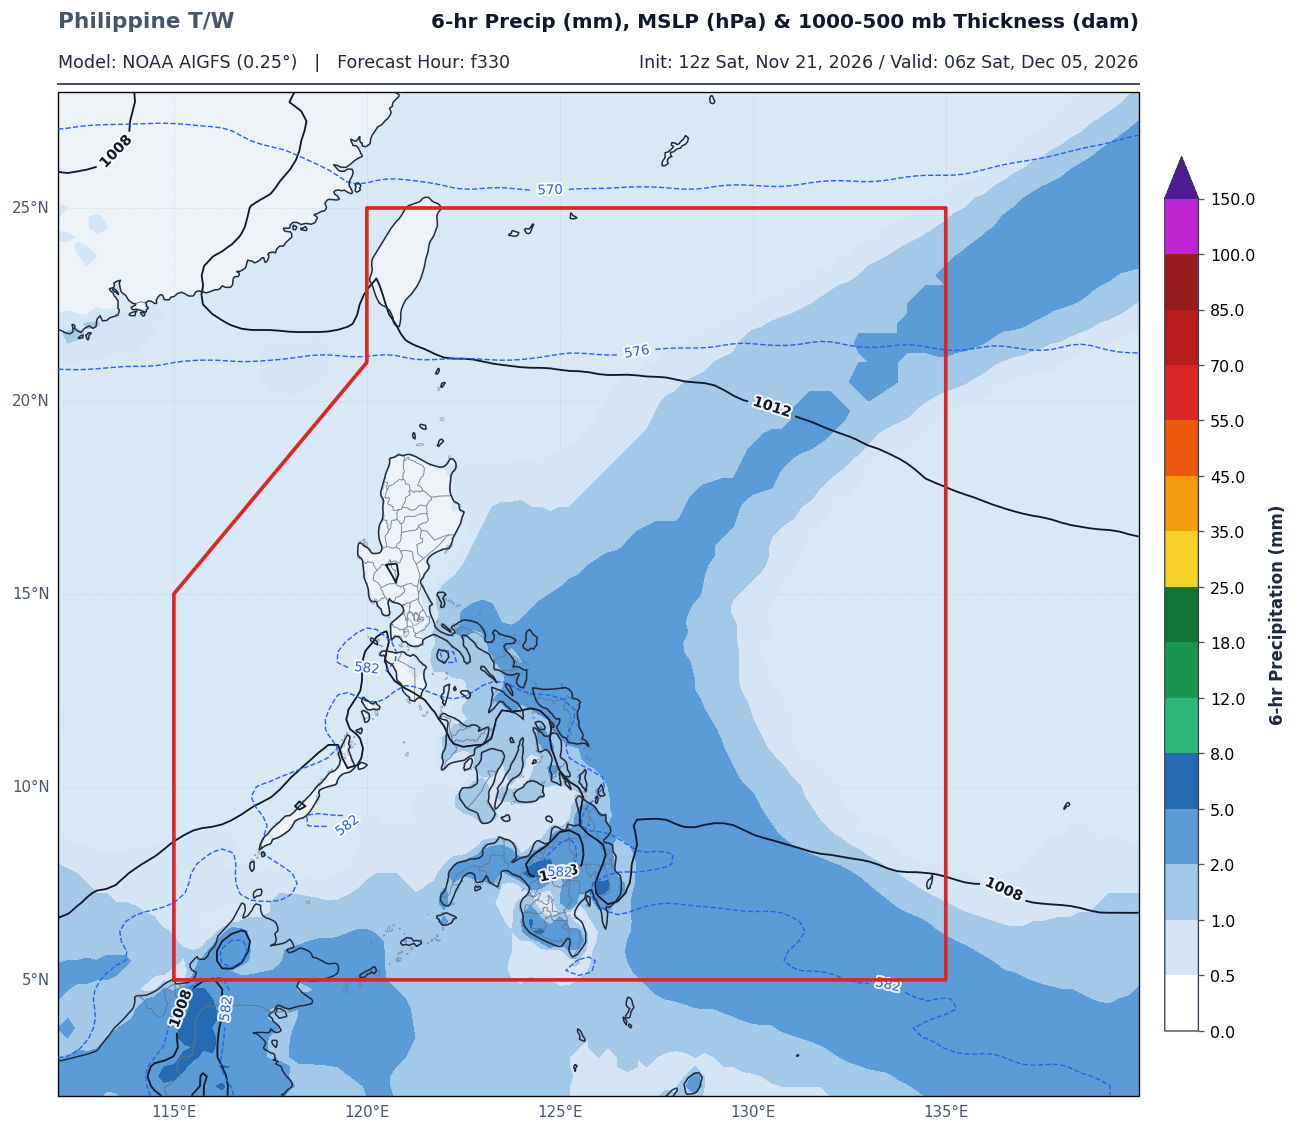 Philippine T/W
6-hr Precip (mm), MSLP (hPa) & 1000-500 mb Thickness (dam)
Model: NOAA AIGFS (0.25°)   |   Forecast Hour: f330
Init: 12z Sat, Nov 21, 2026 / Valid: 06z Sat, Dec 05, 2026
1008
570
25°N
576
20°N
1012
15°N
582
10°N
582
582
1008
5°N
582
1008
582
115°E
120°E
125°E
130°E
135°E
150.0
100.0
85.0
70.0
55.0
45.0
35.0
25.0
18.0
12.0
8.0
5.0
2.0
1.0
0.5
0.0
6-hr Precipitation (mm)